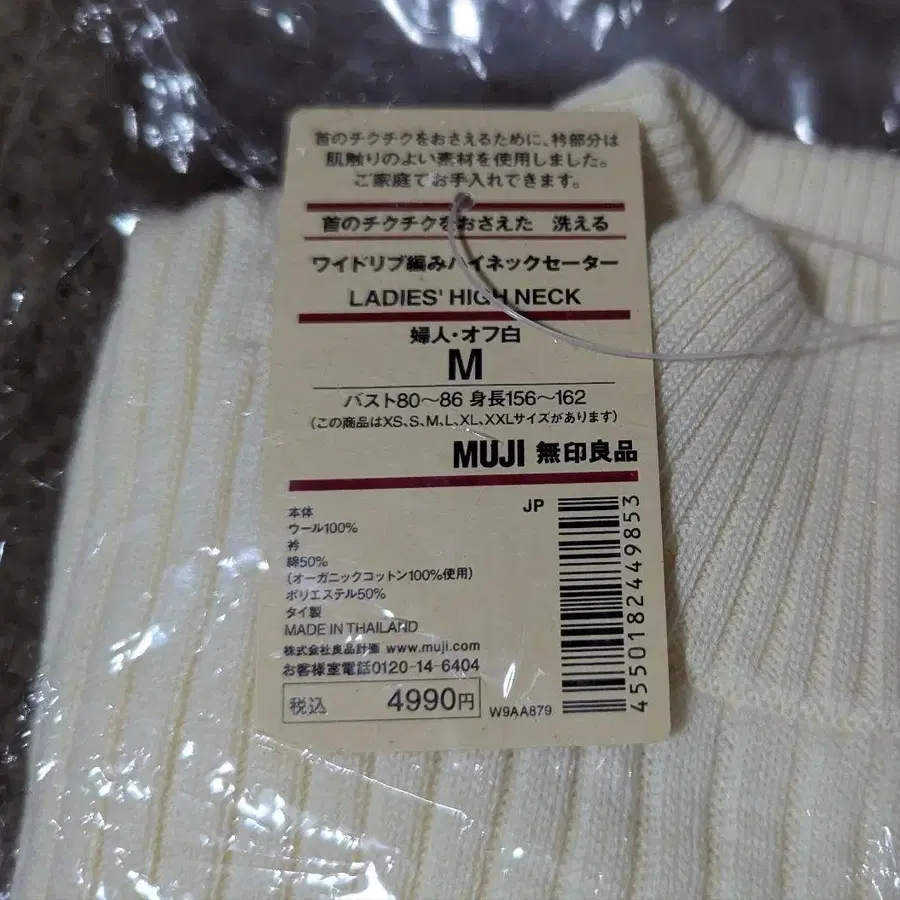 首のチクチクをおさえるために、衿部分は
肌触りのよい素材を使用しました。
ご家庭でお手入れできます。
首のチクチクをおさえた 洗える
ワイドリブ編みハイネックセーター
LADIES' HIGH NECK
婦人・オフ白
M
バスト80〜86 身長156〜162
(この商品はXS、S、M、L、XL、XXLサイズがあります)
MUJI 無印良品
JP
本体
ウール100%
衿
綿50%
(オーガニックコットン100%使用)
ポリエステル50%
タイ製
MADE IN THAILAND
株式会社良品計画 www.muji.com
お客様室電話0120-14-6404
税込 4990円
W9AA879
4550182449853